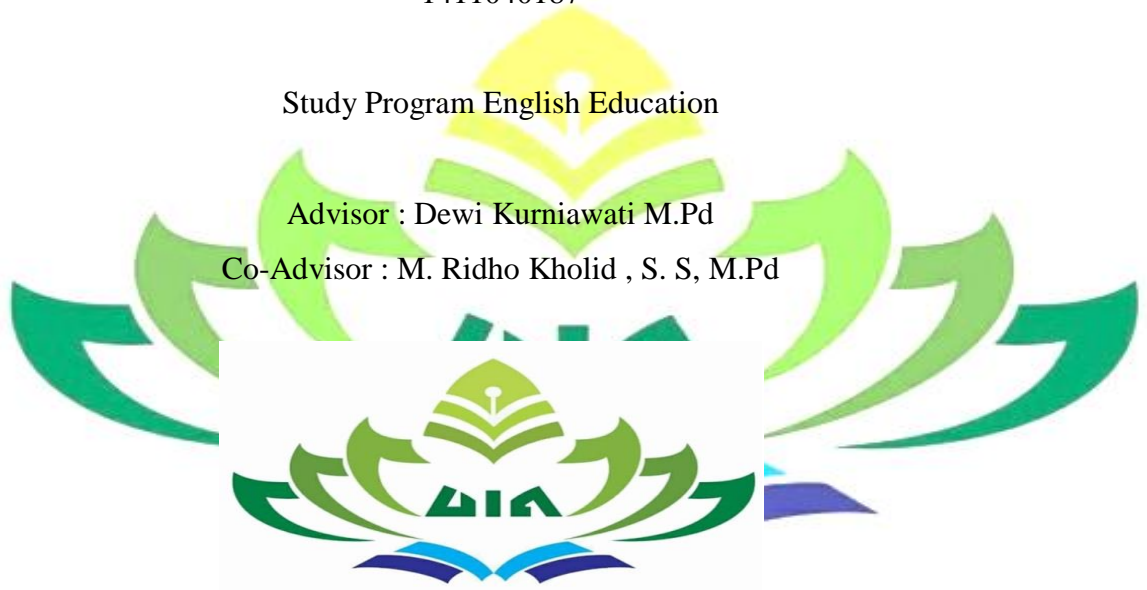 Study Program English Education
Advisor : Dewi Kurniawati M.Pd
Co-Advisor : M. Ridho Kholid , S. S, M.Pd
UIN